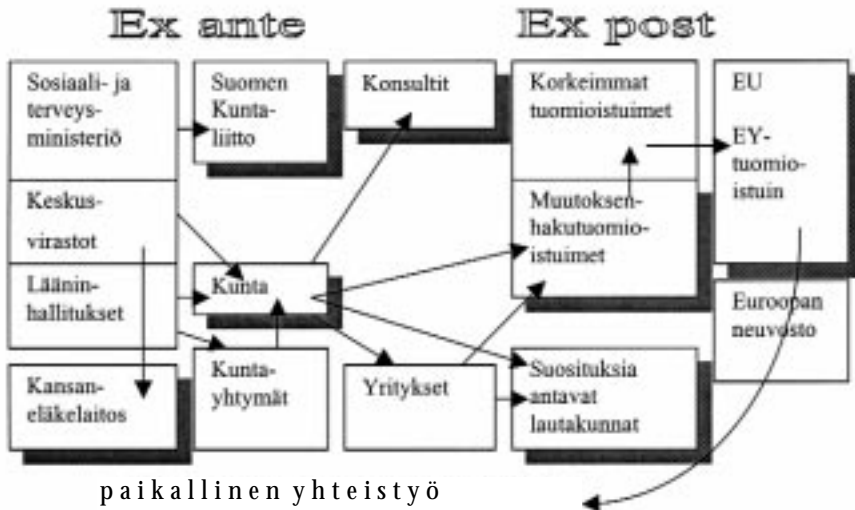 Ex ante
Ex post
Sosiaali- ja
terveys-
ministeriö
Suomen
Kunta-
liitto
Konsultit
Korkeimmat
tuomioistuimet
EU
EY-
tuomio-
istuin
Keskus-
virastot
Muutoksen-
hakutuomio-
istuimet
Läänin-
hallitukset
Kunta
Euroopan
neuvosto
Kansan-
eläkelaitos
Kunta-
yhtymät
Yritykset
Suosituksia
antavat
lautakunnat
paikallinen yhteistyö